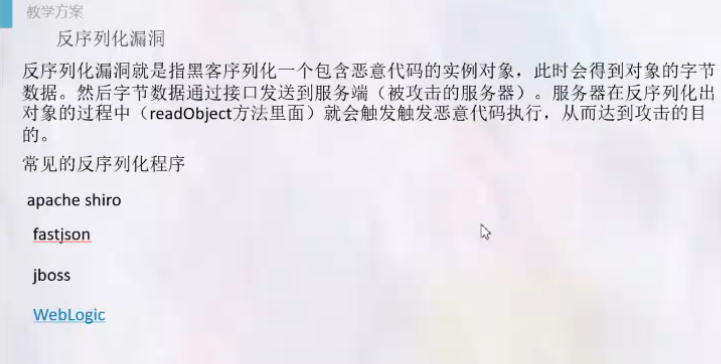 教学方案
反序列化漏洞
反序列化漏洞就是指黑客序列化一个包含恶意代码的实例对象，此时会得到对象的字节
数据。然后字节数据通过接口发送到服务端（被攻击的服务器）。服务器在反序列化出
对象的过程中（readObject方法里面）就会触发触发恶意代码执行，从而达到攻击的目
的。
常见的反序列化程序
apache shiro
fastjson
jboss
WebLogic